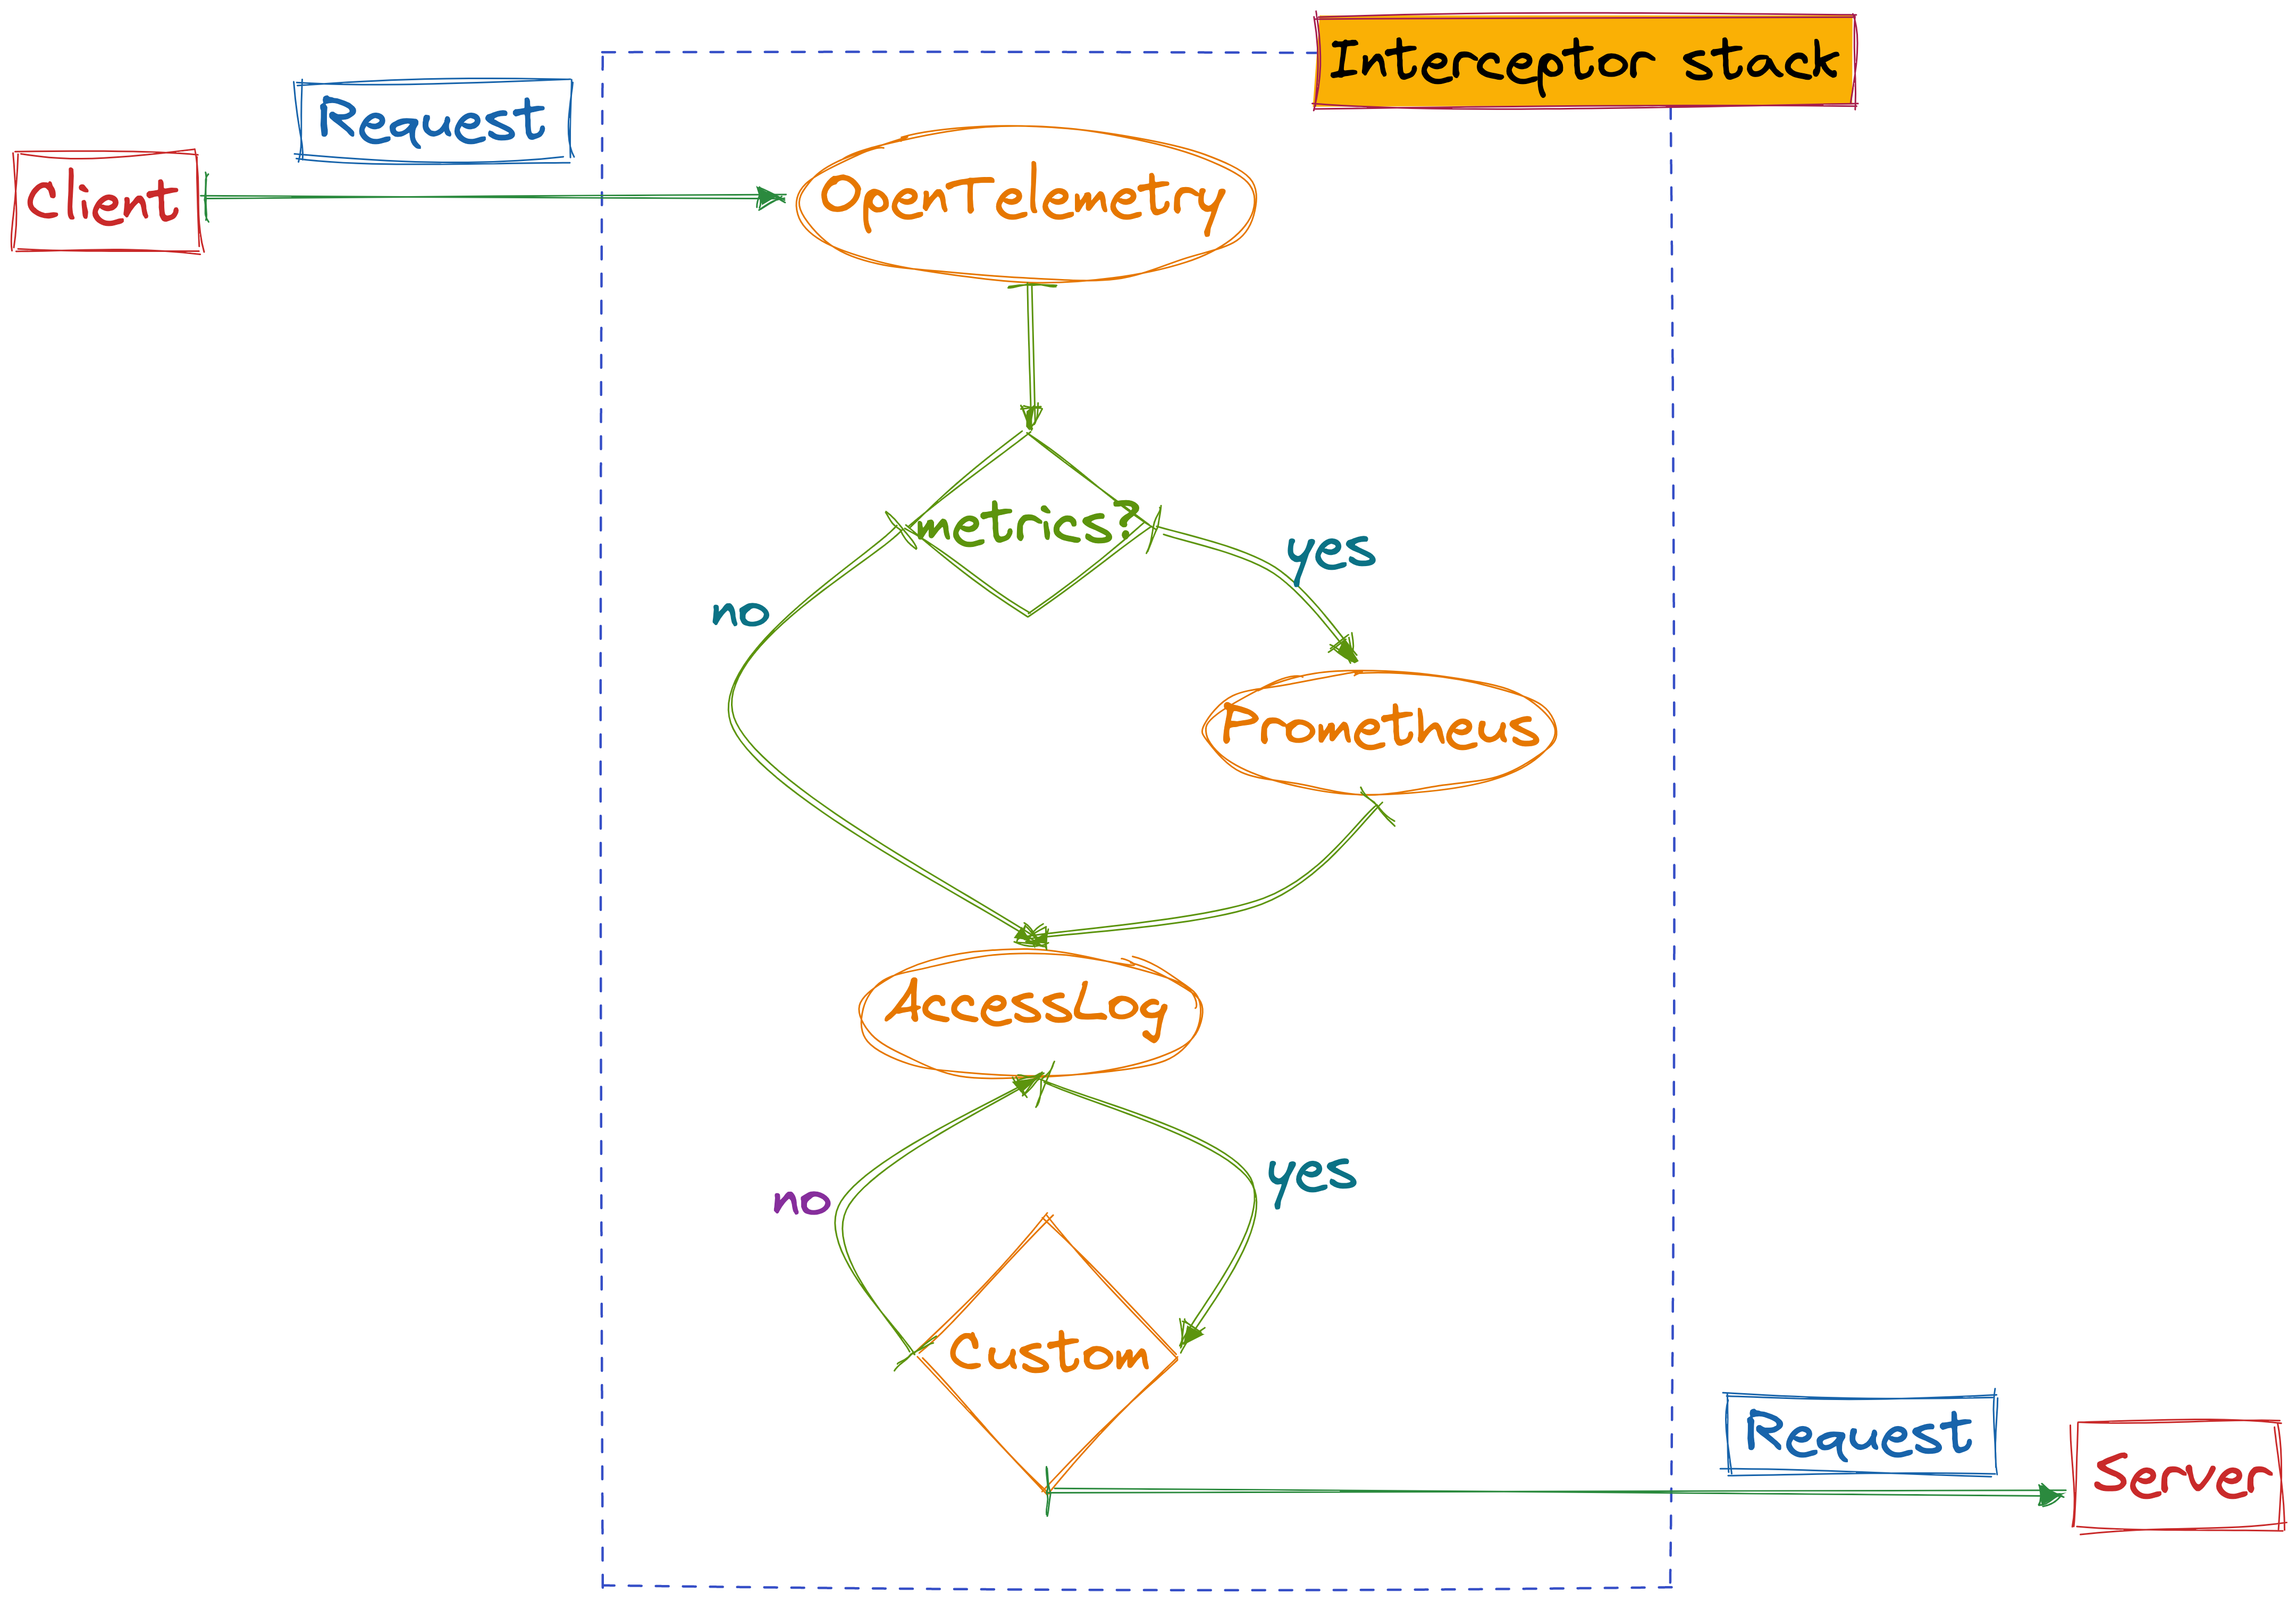 Interceptor stack
Request
Client
OpenTelemetry
metrics?
yes
no
Prometheus
AccessLog
yes
no
Custom
Request
Server